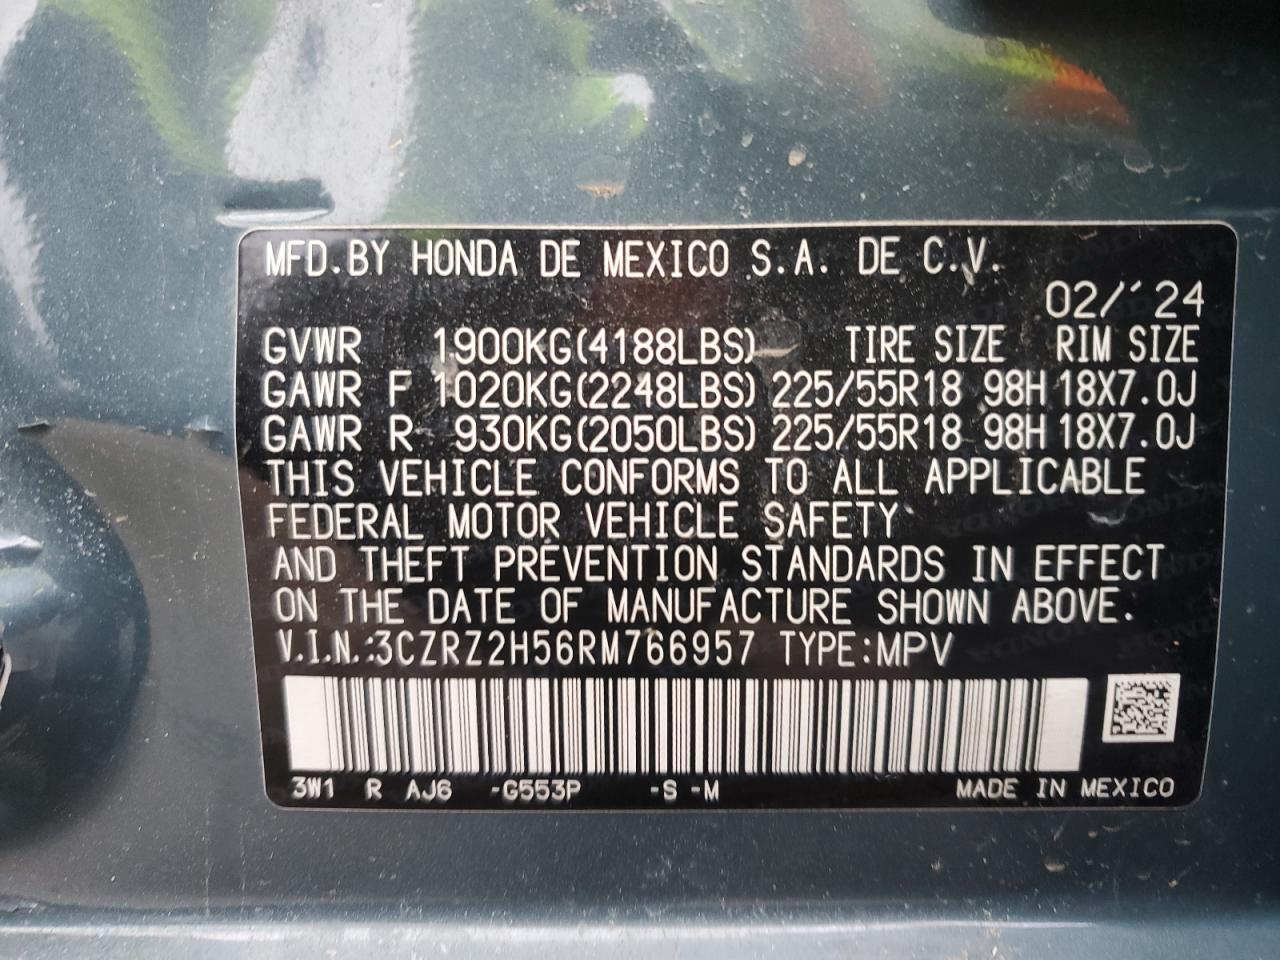 MFD.BY HONDA DE MEXICO S.A. DE C.V.
02/'24
GVWR 1900KG(4188LBS) TIRE SIZE RIM SIZE
GAWR F 1020KG(2248LBS) 225/55R18 98H 18X7.0J
GAWR R 930KG(2050LBS) 225/55R18 98H 18X7.0J
THIS VEHICLE CONFORMS TO ALL APPLICABLE
FEDERAL MOTOR VEHICLE SAFETY
AND THEFT PREVENTION STANDARDS IN EFFECT
ON THE DATE OF MANUFACTURE SHOWN ABOVE.
V.I.N.:3CZRZ2H56RM766957 TYPE:MPV
3W1 R AJ6 -G553P -S -M MADE IN MEXICO